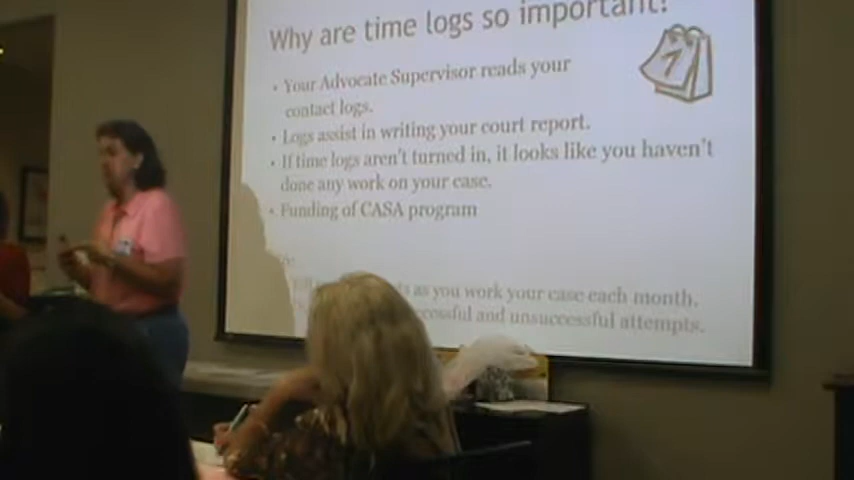 Why are time logs so important?
• Your Advocate Supervisor reads your
contact logs.
• Logs assist in writing your court report.
• If time logs aren't turned in, it looks like you haven't
done any work on your case.
• Funding of CASA program
7
as you work your case each month.
and unsuccessful attempts.